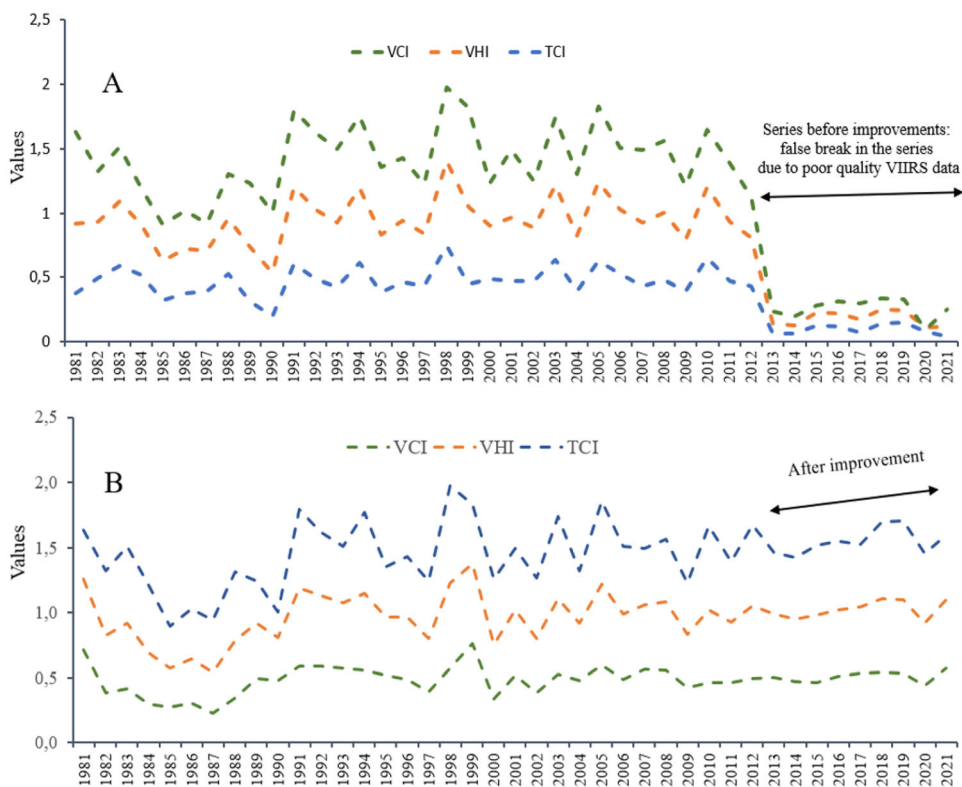 2,5
2
1,5
1
0,5
0
Values
A
VCI VHI TCI
Series before improvements:
false break in the series
due to poor quality VIIRS data
1981 1982 1983 1984 1985 1986 1987 1988 1989 1990 1991 1992 1993 1994 1995 1996 1997 1998 1999 2000 2001 2002 2003 2004 2005 2006 2007 2008 2009 2010 2011 2012 2013 2014 2015 2016 2017 2018 2019 2020 2021
2,5
2,0
1,5
1,0
0,5
0,0
Values
B
VCI VHI TCI
After improvement
1981 1982 1983 1984 1985 1986 1987 1988 1989 1990 1991 1992 1993 1994 1995 1996 1997 1998 1999 2000 2001 2002 2003 2004 2005 2006 2007 2008 2009 2010 2011 2012 2013 2014 2015 2016 2017 2018 2019 2020 2021